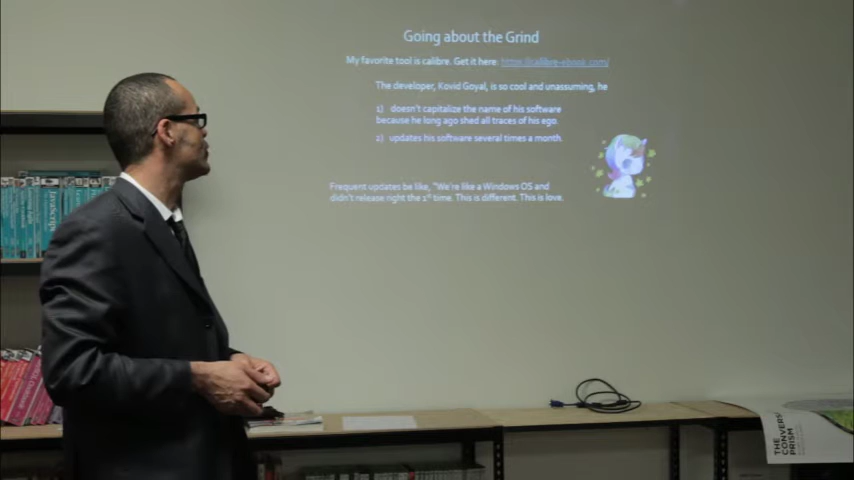 Going about the Grind
My favorite tool is calibre. Get it here: https://calibre-ebook.com/
The developer, Kovid Goyal, is so cool and unassuming, he
1) doesn't capitalize the name of his software
because he long ago shed all traces of his ego.
2) updates his software several times a month.
Frequent updates be like, "We're like a Windows OS and
didn't release right the 1st time. This is different. This is love.
JavaScript
THE
CONVERS
PRISM